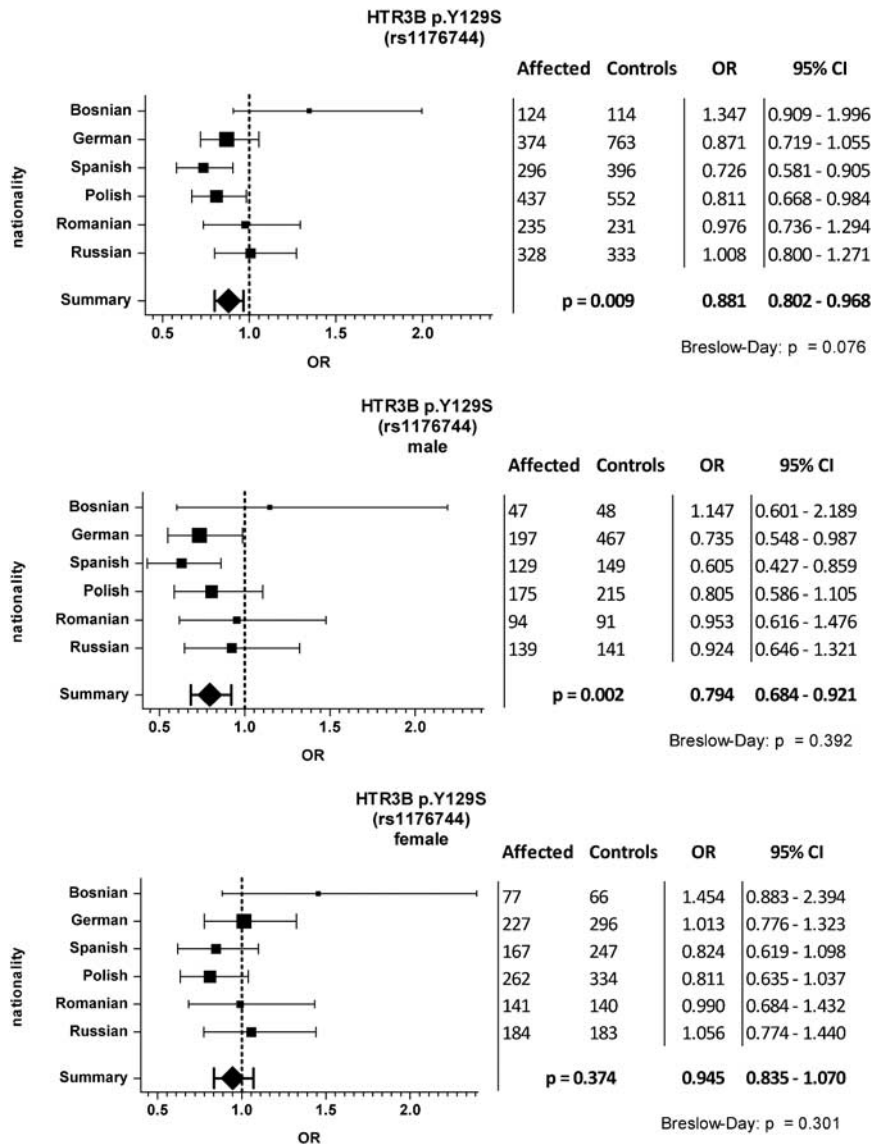 HTR3B p.Y129S
(rs1176744)
Affected Controls OR 95% CI
Bosnian 124 114 1.347 0.909 - 1.996
German 374 763 0.871 0.719 - 1.055
Spanish 296 396 0.726 0.581 - 0.905
Polish 437 552 0.811 0.668 - 0.984
Romanian 235 231 0.976 0.736 - 1.294
Russian 328 333 1.008 0.800 - 1.271
Summary p = 0.009 0.881 0.802 - 0.968
nationality
0.5 1.0 1.5 2.0
OR
Breslow-Day: p = 0.076
HTR3B p.Y129S
(rs1176744)
male
Affected Controls OR 95% CI
Bosnian 47 48 1.147 0.601 - 2.189
German 197 467 0.735 0.548 - 0.987
Spanish 129 149 0.605 0.427 - 0.859
Polish 175 215 0.805 0.586 - 1.105
Romanian 94 91 0.953 0.616 - 1.476
Russian 139 141 0.924 0.646 - 1.321
Summary p = 0.002 0.794 0.684 - 0.921
nationality
0.5 1.0 1.5 2.0
OR
Breslow-Day: p = 0.392
HTR3B p.Y129S
(rs1176744)
female
Affected Controls OR 95% CI
Bosnian 77 66 1.454 0.883 - 2.394
German 227 296 1.013 0.776 - 1.323
Spanish 167 247 0.824 0.619 - 1.098
Polish 262 334 0.811 0.635 - 1.037
Romanian 141 140 0.990 0.684 - 1.432
Russian 184 183 1.056 0.774 - 1.440
Summary p = 0.374 0.945 0.835 - 1.070
nationality
0.5 1.0 1.5 2.0
OR
Breslow-Day: p = 0.301